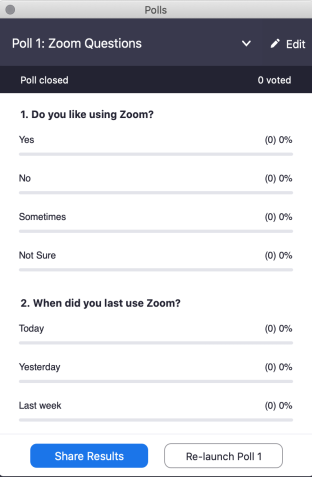 Polls
Poll 1: Zoom Questions Edit
Poll closed 0 voted
1. Do you like using Zoom?
Yes (0) 0%
No (0) 0%
Sometimes (0) 0%
Not Sure (0) 0%
2. When did you last use Zoom?
Today (0) 0%
Yesterday (0) 0%
Last week (0) 0%
Share Results Re-launch Poll 1